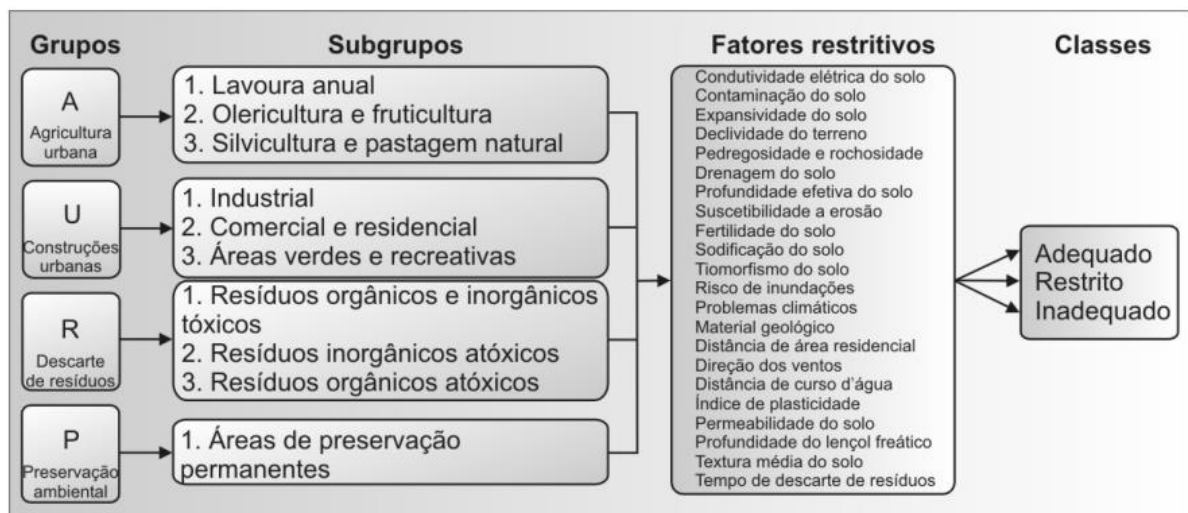 Grupos
Subgrupos
Fatores restritivos
Classes
A
Agricultura
urbana
1. Lavoura anual
2. Olericultura e fruticultura
3. Silvicultura e pastagem natural
U
Construções
urbanas
1. Industrial
2. Comercial e residencial
3. Áreas verdes e recreativas
R
Descarte
de resíduos
1. Resíduos orgânicos e inorgânicos
tóxicos
2. Resíduos inorgânicos atóxicos
3. Resíduos orgânicos atóxicos
P
Preservação
ambiental
1. Áreas de preservação
permanentes
Condutividade elétrica do solo
Contaminação do solo
Expansividade do solo
Declividade do terreno
Pedregosidade e rochosidade
Drenagem do solo
Profundidade efetiva do solo
Suscetibilidade a erosão
Fertilidade do solo
Sodificação do solo
Tiomorfismo do solo
Risco de inundações
Problemas climáticos
Material geológico
Distância de área residencial
Direção dos ventos
Distância de curso d'água
Índice de plasticidade
Permeabilidade do solo
Profundidade do lençol freático
Textura média do solo
Tempo de descarte de resíduos
Adequado
Restrito
Inadequado